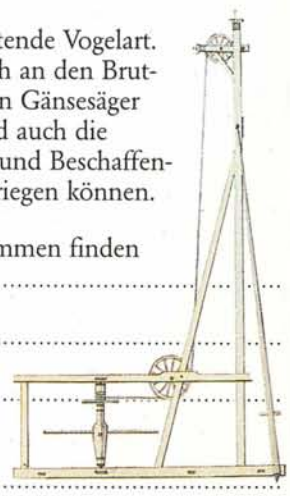 tende Vogelart.
h an den Brut-
n Gänsesäger
d auch die
und Beschaffen-
riegen können.
mmen finden